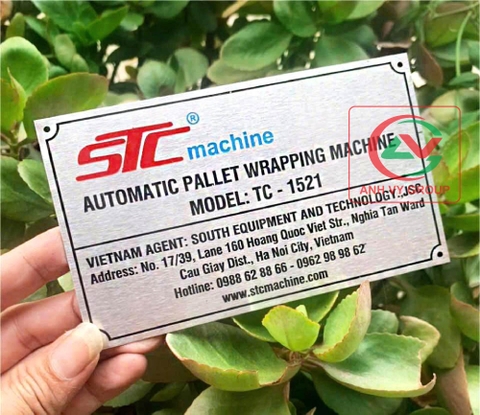 STC® machine
AUTOMATIC PALLET WRAPPING MACHINE
MODEL: TC - 1521
VIETNAM AGENT: SOUTH EQUIPMENT AND TECHNOLOGY.,JSC
Address: No. 17/39, Lane 160 Hoang Quoc Viet Str., Nghia Tan Ward
Cau Giay Dist., Ha Noi City, Vietnam
Hotline: 0988 62 88 66 - 0962 98 98 62
www.stcmachine.com
ANH VY GROUP